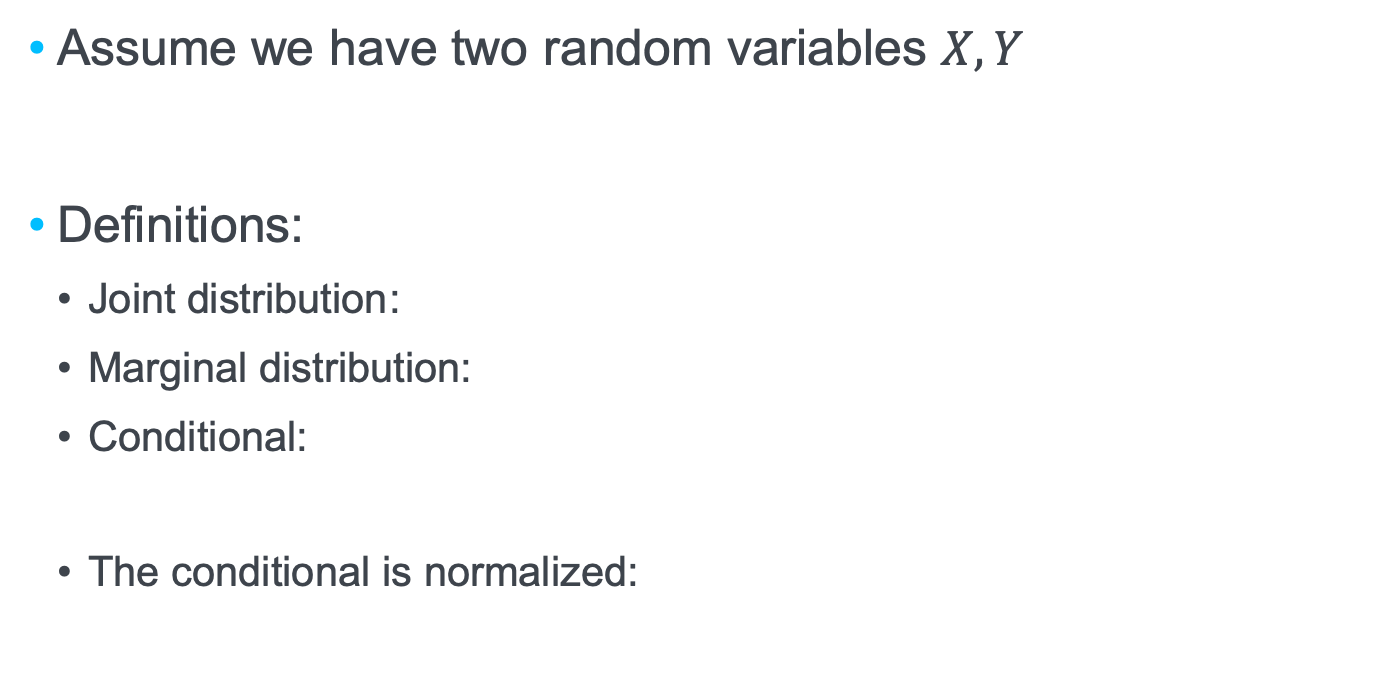 • Assume we have two random variables X, Y
• Definitions:
• Joint distribution:
• Marginal distribution:
• Conditional:
• The conditional is normalized: